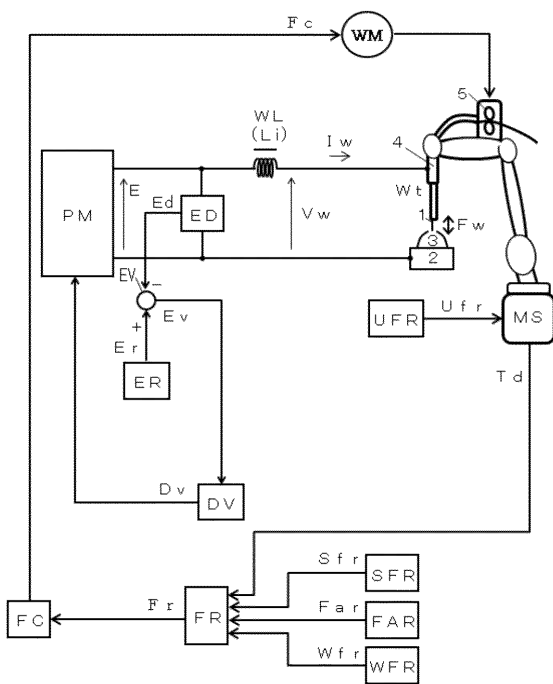 Fc
WM
5
WL
(Li)
Iw
4
Wt
E
PM
Ed
ED
Vw
1
Fw
3
2
EV
−
Ev
+
Er
ER
UFR
Ufr
MS
Td
Dv
DV
Sfr
SFR
Fr
FR
Far
FAR
FC
Wfr
WFR